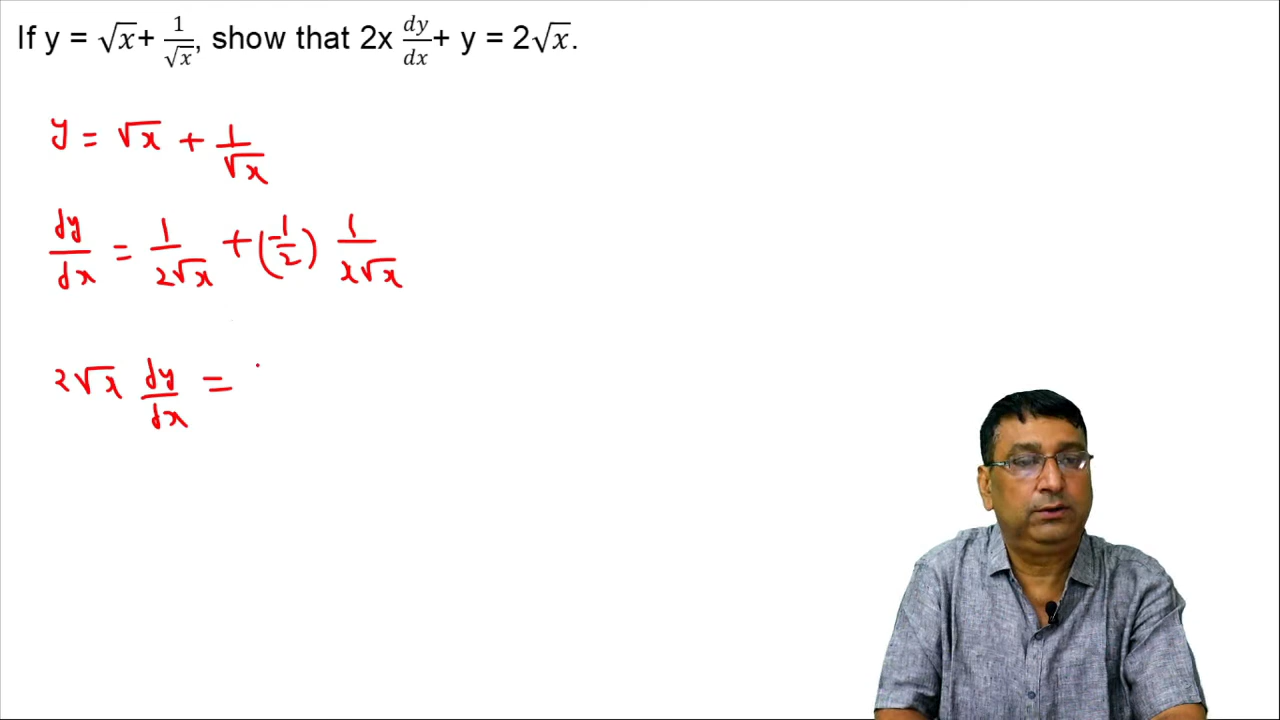 If y = √x + 1/√x, show that 2x dy/dx + y = 2√x.
y = √x + 1/√x
dy/dx = 1/2√x + (-1/2) 1/x√x
2√x dy/dx =